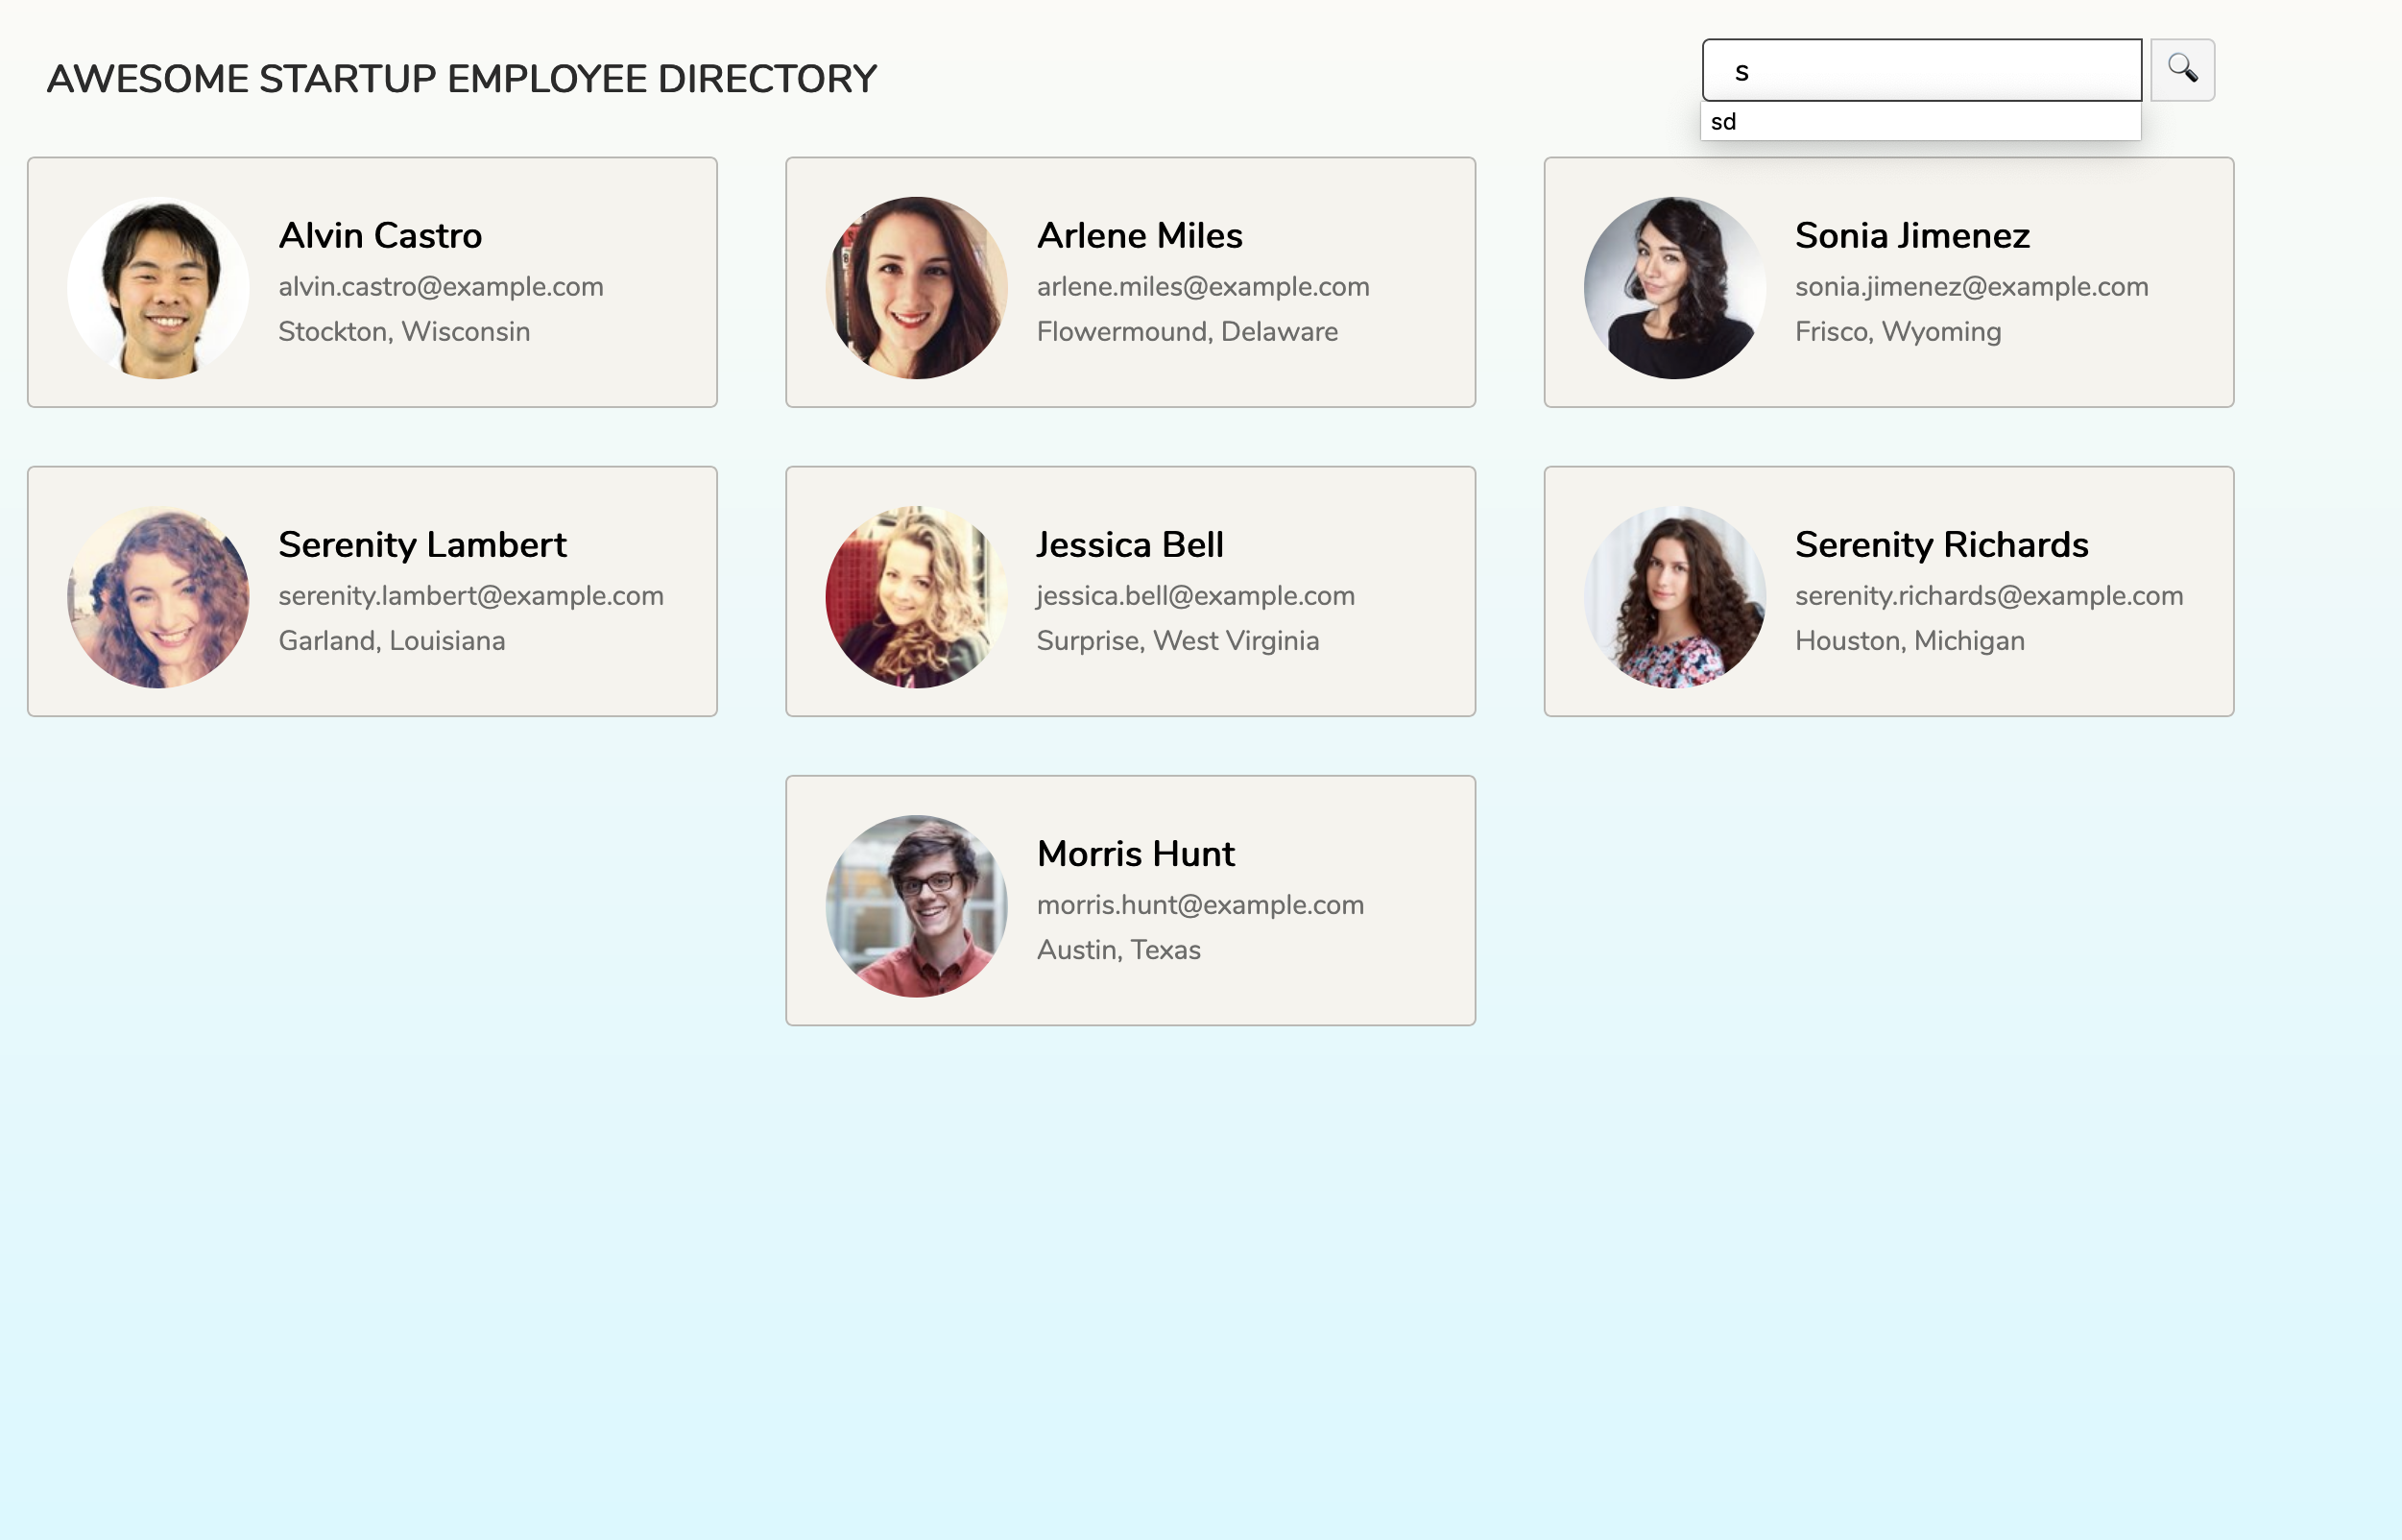 AWESOME STARTUP EMPLOYEE DIRECTORY
s
sd
Alvin Castro
alvin.castro@example.com
Stockton, Wisconsin
Arlene Miles
arlene.miles@example.com
Flowermound, Delaware
Sonia Jimenez
sonia.jimenez@example.com
Frisco, Wyoming
Serenity Lambert
serenity.lambert@example.com
Garland, Louisiana
Jessica Bell
jessica.bell@example.com
Surprise, West Virginia
Serenity Richards
serenity.richards@example.com
Houston, Michigan
Morris Hunt
morris.hunt@example.com
Austin, Texas